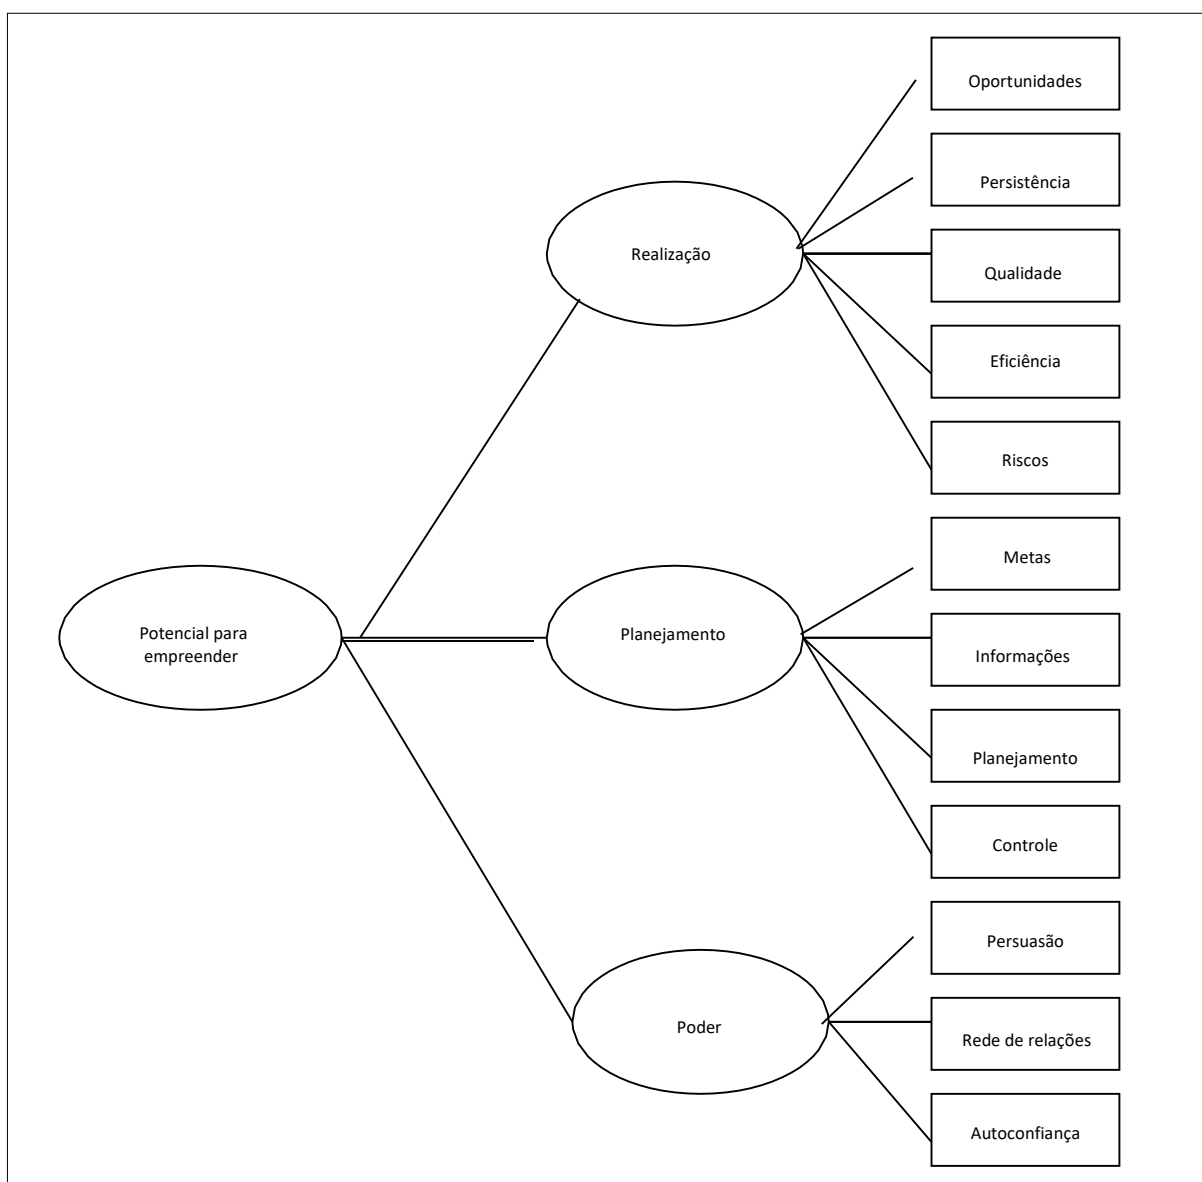 Oportunidades
Persistência
Realização
Qualidade
Eficiência
Riscos
Metas
Potencial para
empreender
Planejamento
Informações
Planejamento
Controle
Persuasão
Poder
Rede de relações
Autoconfiança